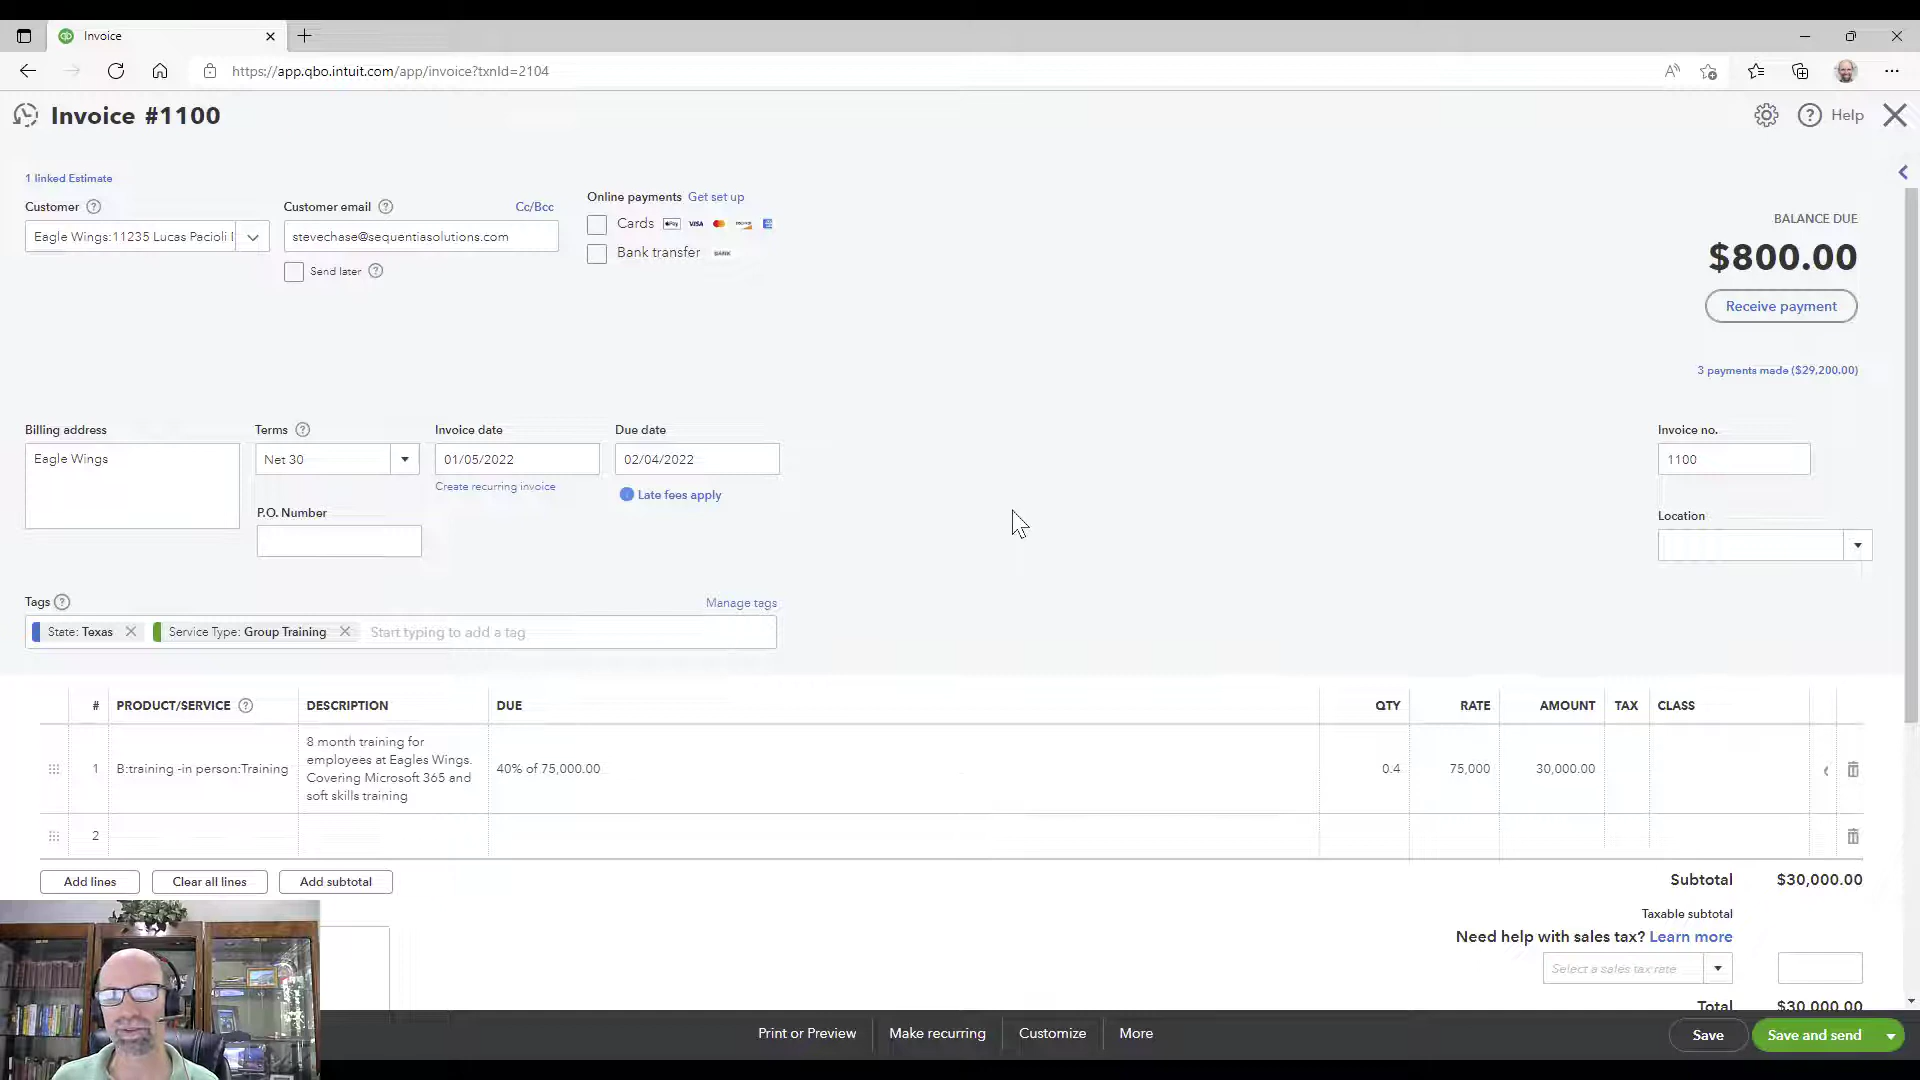 Invoice
https://app.qbo.intuit.com/app/invoice?txnId=2104
Invoice #1100
Help
1 linked Estimate
Customer
Customer email
Cc/Bcc
Online payments Get set up
Eagle Wings:11235 Lucas Pacioli
stevechase@sequentiasolutions.com
Cards
VISA
Send later
Bank transfer
BANK
BALANCE DUE
$800.00
Receive payment
3 payments made ($29,200.00)
Billing address
Terms
Invoice date
Due date
Invoice no.
Eagle Wings
Net 30
01/05/2022
02/04/2022
1100
Create recurring invoice
Late fees apply
P.O. Number
Location
Tags
Manage tags
State: Texas
Service Type: Group Training
Start typing to add a tag
# PRODUCT/SERVICE DESCRIPTION DUE QTY RATE AMOUNT TAX CLASS
8 month training for
employees at Eagles Wings.
Covering Microsoft 365 and
soft skills training
1 B:training -in person:Training 40% of 75,000.00 0.4 75,000 30,000.00
2
Add lines
Clear all lines
Add subtotal
Subtotal $30,000.00
Taxable subtotal
Need help with sales tax? Learn more
Select a sales tax rate
Total $30,000.00
Print or Preview
Make recurring
Customize
More
Save
Save and send